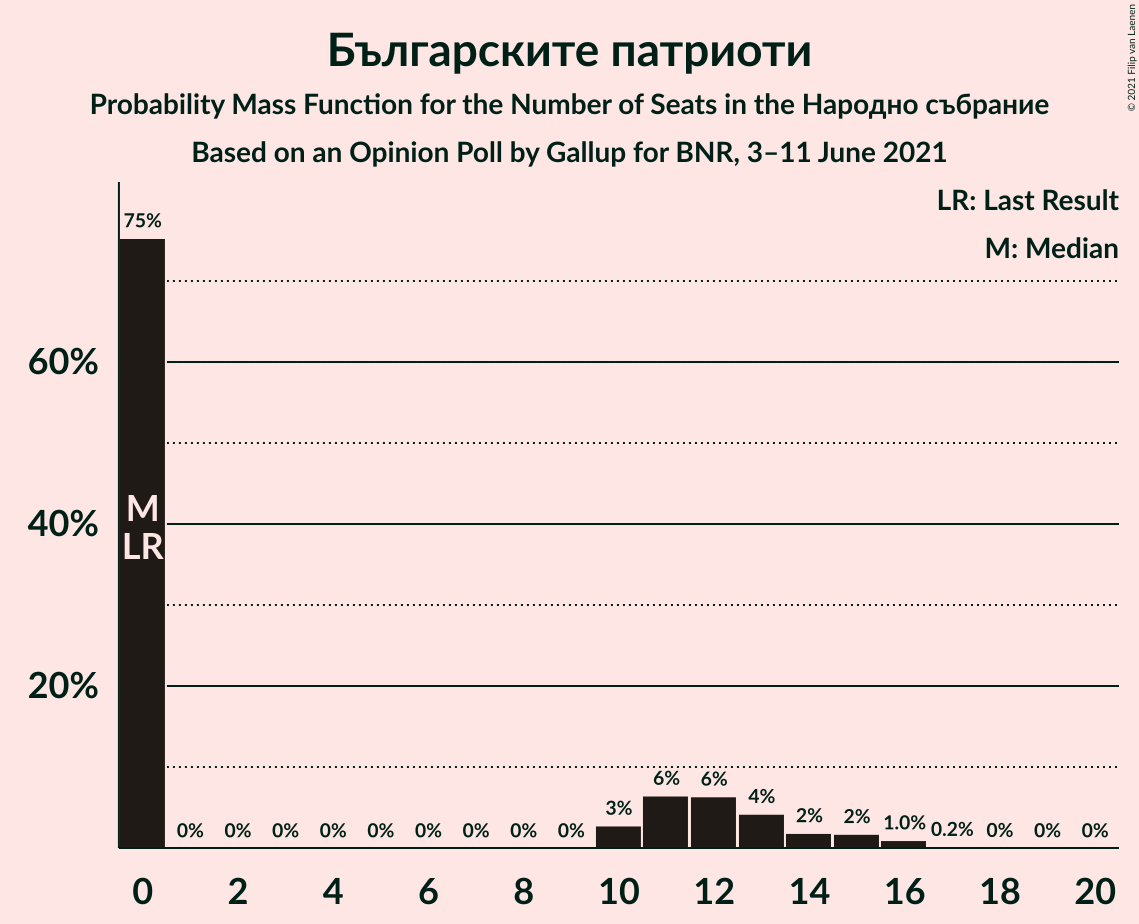 Българските патриоти
Probability Mass Function for the Number of Seats in the Народно събрание
Based on an Opinion Poll by Gallup for BNR, 3–11 June 2021
© 2021 Filip van Laenen
LR: Last Result
M: Median
75%
60%
40%
20%
M
LR
0% 0% 0% 0% 0% 0% 0% 0% 0% 3% 6% 6% 4% 2% 2% 1.0% 0.2% 0% 0% 0%
0 2 4 6 8 10 12 14 16 18 20